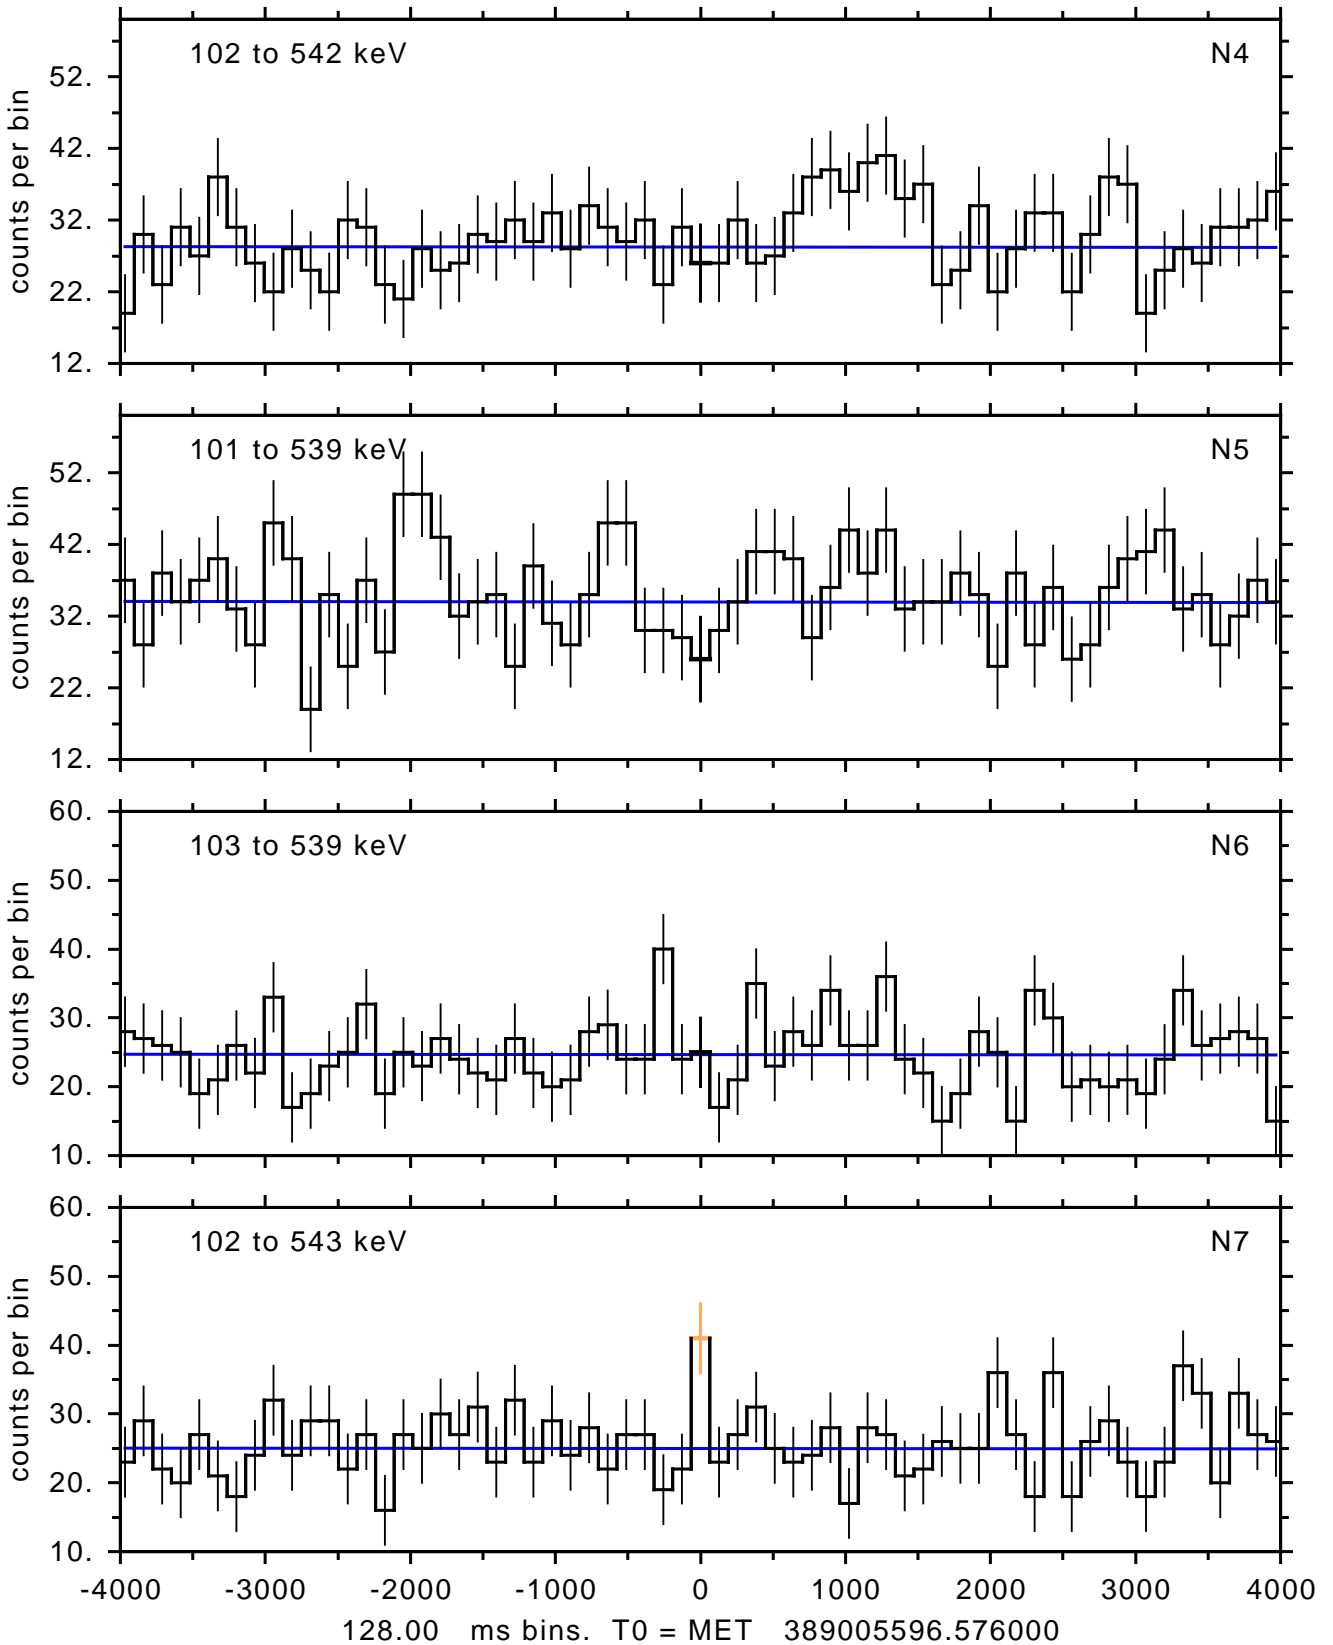 102 to 542 keV N4
52.
42.
32.
22.
12.
counts per bin
101 to 539 keV N5
52.
42.
32.
22.
12.
counts per bin
103 to 539 keV N6
60.
50.
40.
30.
20.
10.
counts per bin
102 to 543 keV N7
60.
50.
40.
30.
20.
10.
counts per bin
-4000 -3000 -2000 -1000 0 1000 2000 3000 4000
128.00 ms bins. T0 = MET 389005596.576000